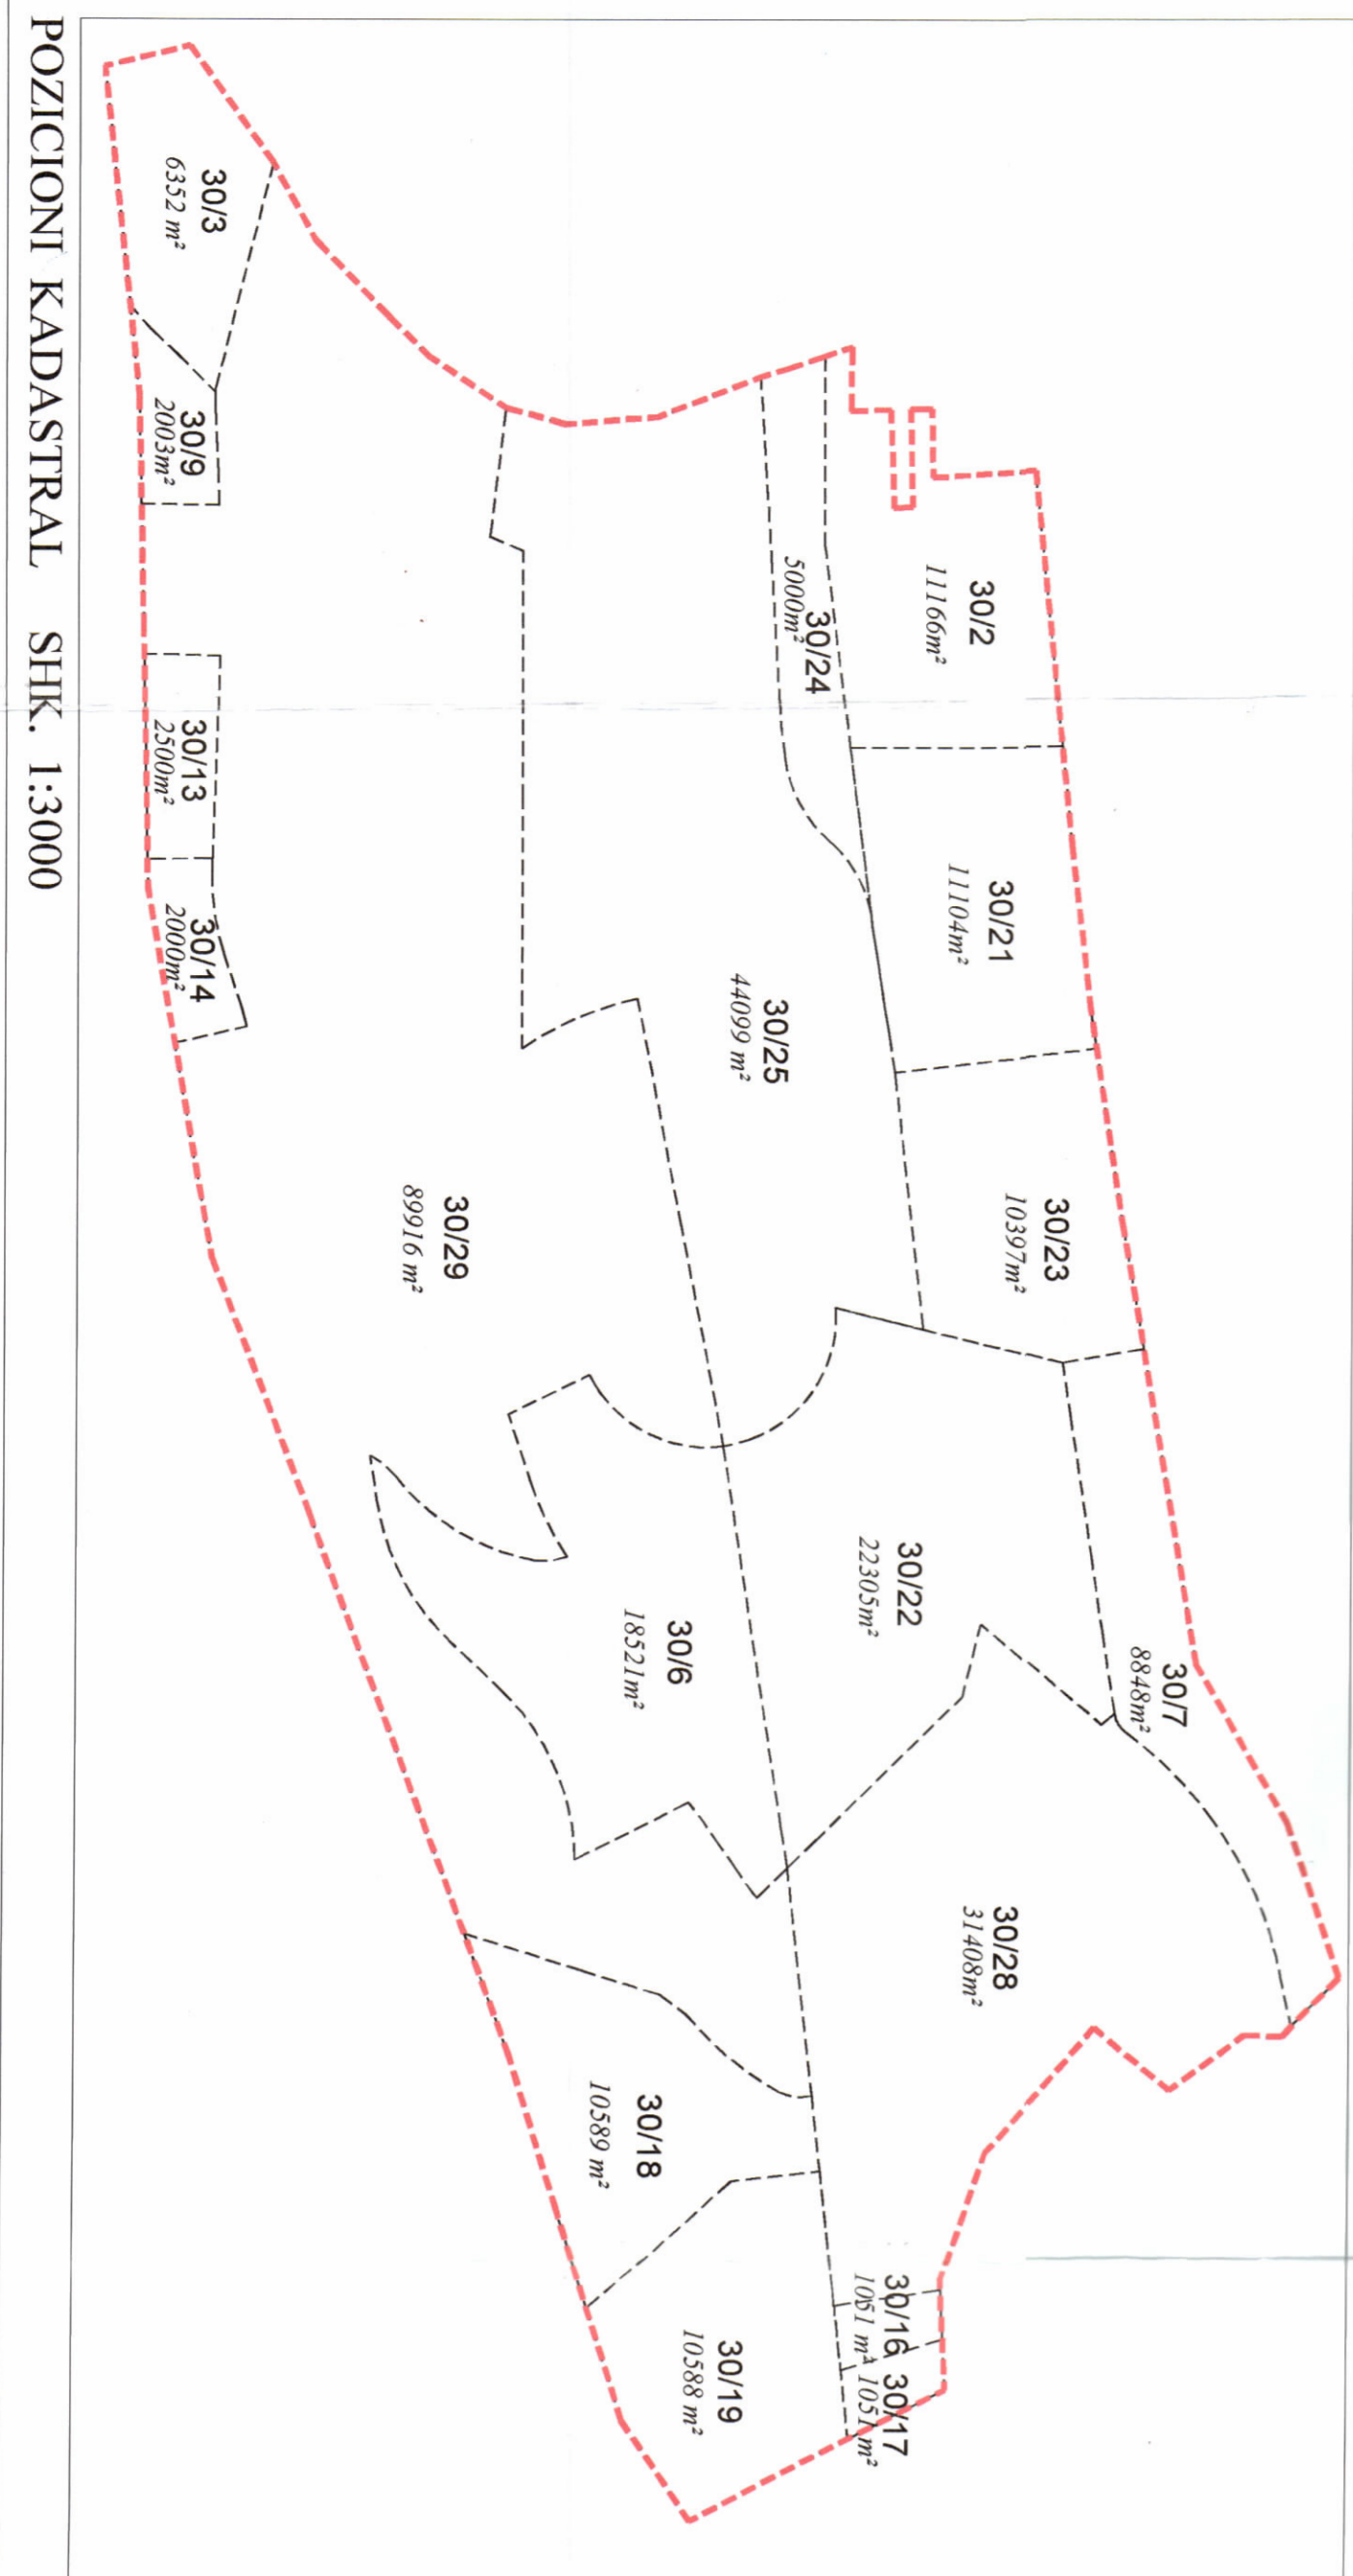 30/2
11166m²
30/21
11104m²
30/23
10397m²
30/7
8848m²
30/24
5000m²
30/25
44099 m²
30/22
22305m²
30/28
31408m²
30/3
6352 m²
30/9
2003m²
30/13
2500m²
30/14
2000m²
30/29
89916 m²
30/6
18521m²
30/18
10589 m²
30/16
1051 m²
30/17
1051 m²
30/19
10588 m²
POZICIONI KADASTRAL SHK. 1:3000